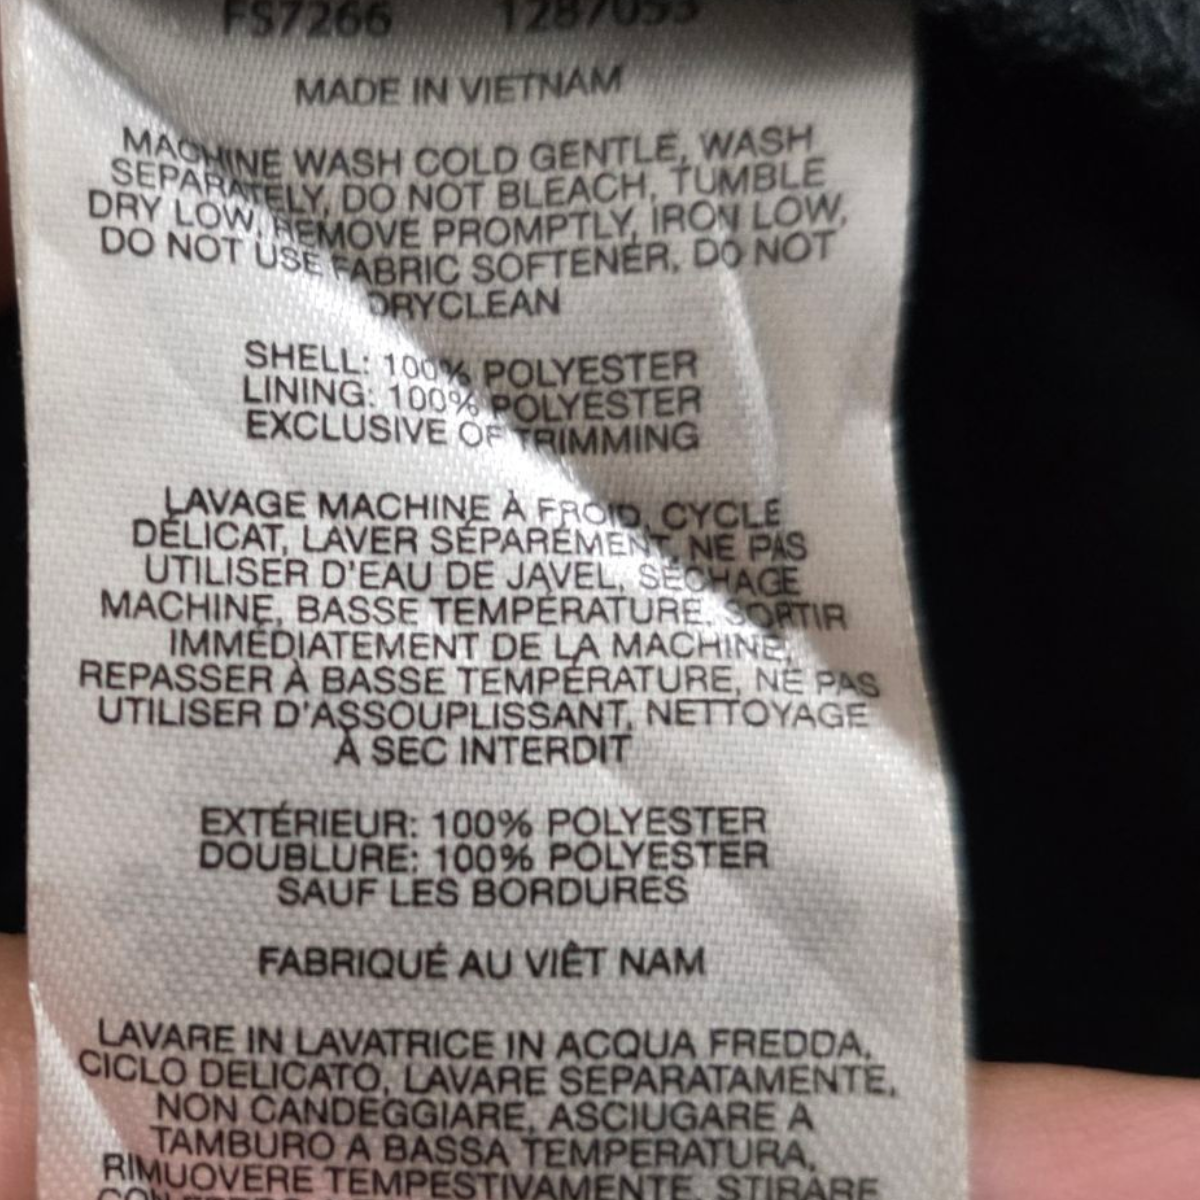 FS7266 1287053
MADE IN VIETNAM
MACHINE WASH COLD GENTLE, WASH
SEPARATELY, DO NOT BLEACH, TUMBLE
DRY LOW, REMOVE PROMPTLY, IRON LOW,
DO NOT USE FABRIC SOFTENER, DO NOT
DRYCLEAN
SHELL: 100% POLYESTER
LINING: 100% POLYESTER
EXCLUSIVE OF TRIMMING
LAVAGE MACHINE À FROID, CYCLE
DÉLICAT, LAVER SÉPARÉMENT, NE PAS
UTILISER D'EAU DE JAVEL, SÉCHAGE
MACHINE, BASSE TEMPÉRATURE, SORTIR
IMMÉDIATEMENT DE LA MACHINE,
REPASSER À BASSE TEMPÉRATURE, NE PAS
UTILISER D'ASSOUPLISSANT, NETTOYAGE
À SEC INTERDIT
EXTÉRIEUR: 100% POLYESTER
DOUBLURE: 100% POLYESTER
SAUF LES BORDURES
FABRIQUÉ AU VIÊT NAM
LAVARE IN LAVATRICE IN ACQUA FREDDA,
CICLO DELICATO, LAVARE SEPARATAMENTE,
NON CANDEGGIARE, ASCIUGARE A
TAMBURO A BASSA TEMPERATURA,
RIMUOVERE TEMPESTIVAMENTE, STIRARE